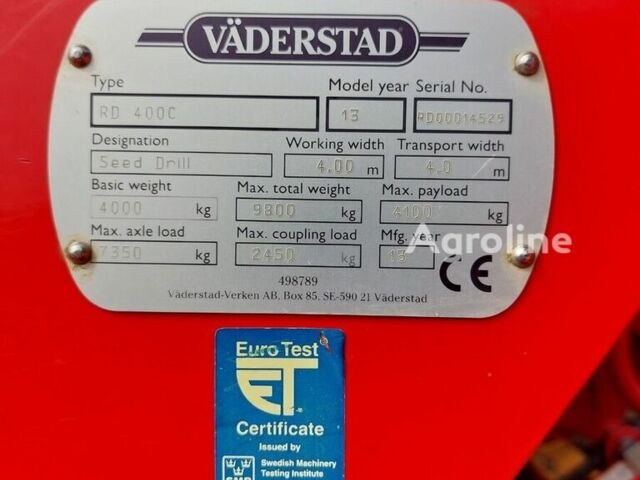 VÄDERSTAD
Type Model year Serial No.
RD 400C 13 RD00014529
Designation Working width Transport width
Seed Drill 4.00 m 4.0 m
Basic weight Max. total weight Max. payload
4000 kg 9800 kg 4100 kg
Max. axle load Max. coupling load Mfg. year
7350 kg 2450 kg 13 CE
Agroline
498789
Väderstad-Verken AB, Box 85, SE-590 21 Väderstad
Euro Test
ET
Certificate
Issued by
Swedish Machinery
Testing Institute
SMP